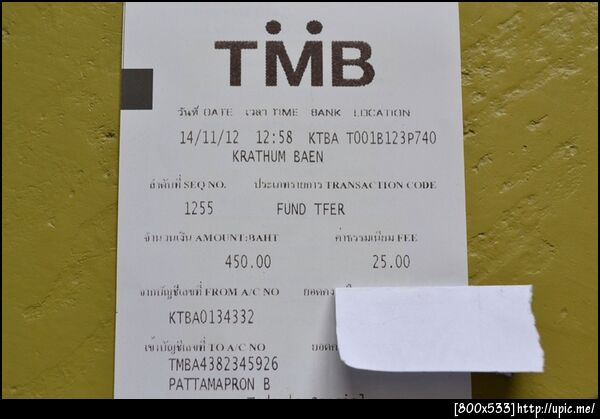 TMB
วันที่ DATE เวลา TIME BANK LOCATION
14/11/12 12:58 KTBA T001B123P740
KRATHUM BAEN
ลำดับที่ SEQ NO. ประเภทรายการ TRANSACTION CODE
1255 FUND TFER
จำนวนเงิน AMOUNT:BAHT ค่าธรรมเนียม FEE
450.00 25.00
จากบัญชีเลขที่ FROM A/C NO
KTBA0134332
เข้าบัญชีเลขที่ TO A/C NO
TMBA4382345926
PATTAMAPRON B
[800x533]http://upic.me/